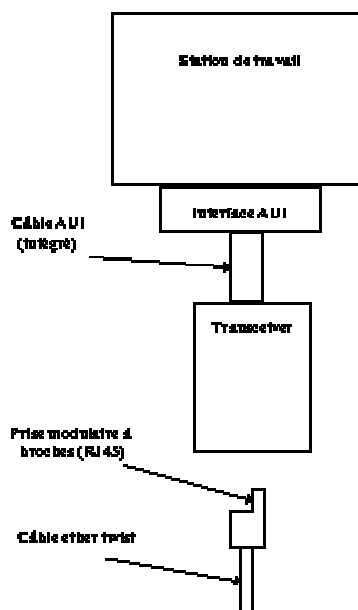 Station de travail
Interface AUI
Câble AUI
(intégré)
Transceiver
Prise modulaire à
broches (RJ45)
Câble ether twist